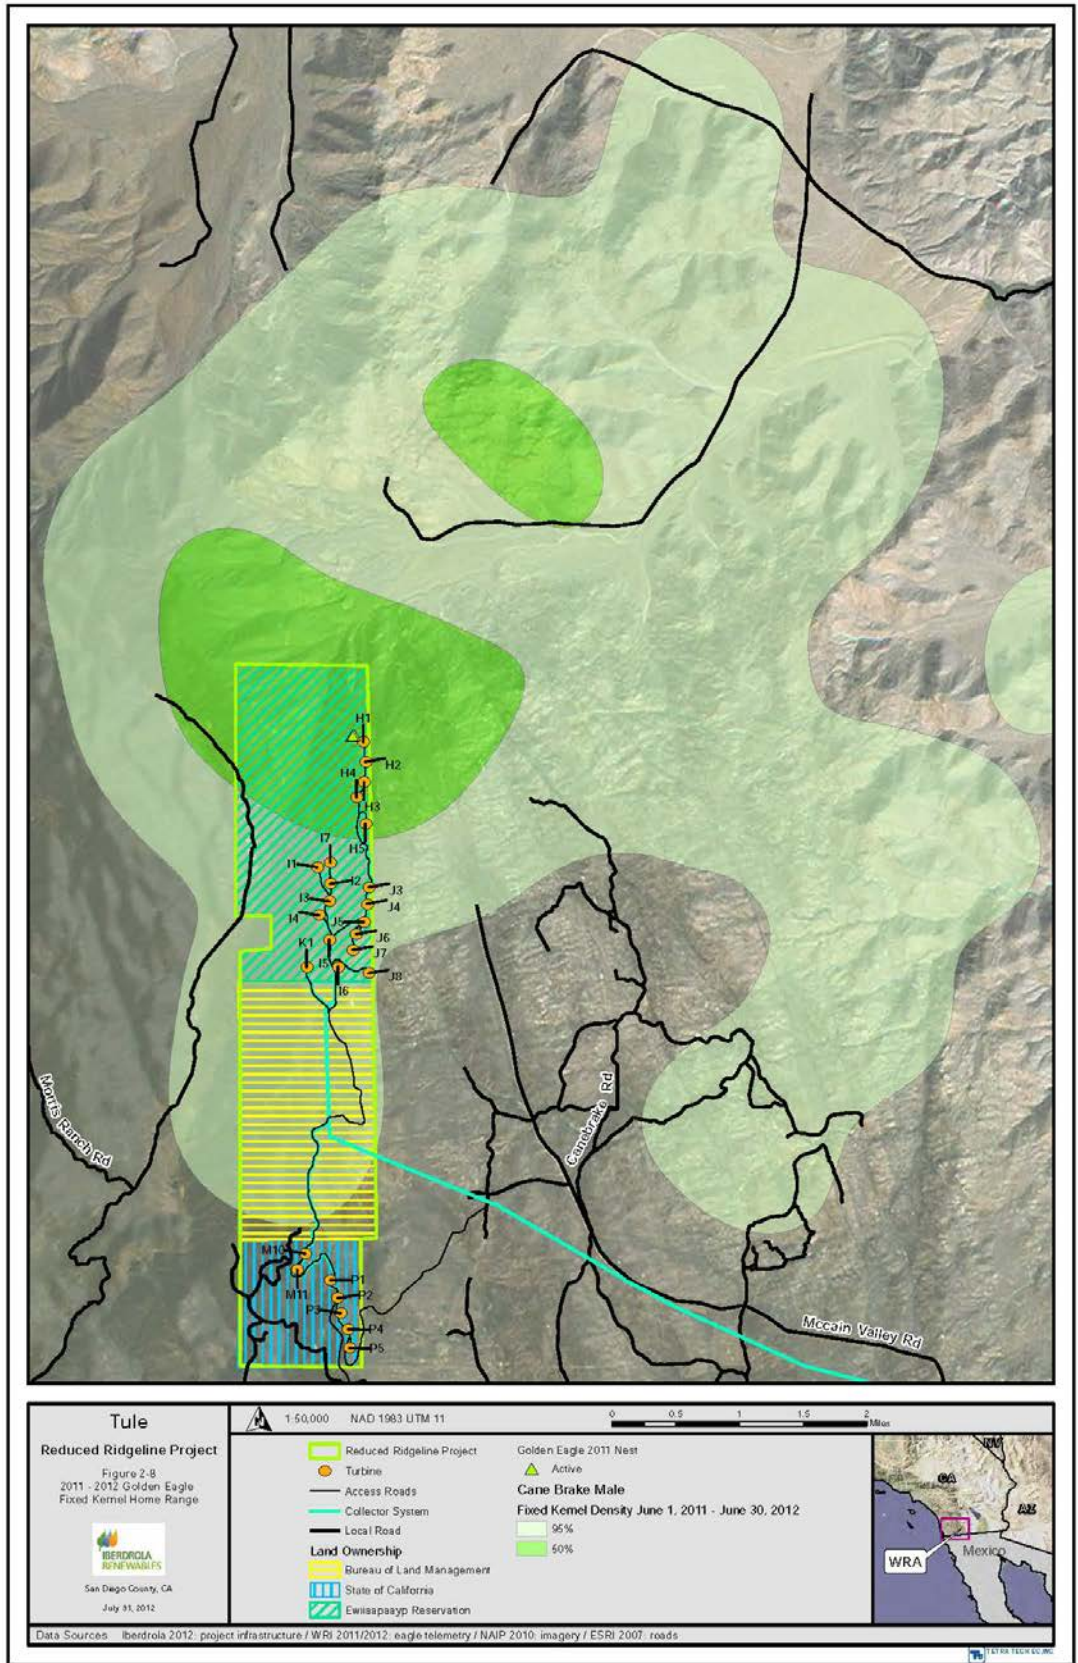 H1
H2
H4
H3
H5
I7
I1
I2
J3
I3
J4
I4
J5
J6
K1
I5
J7
J8
I6
Morris Ranch Rd
Canebrake Rd
M10
M11
P1
P2
P3
P4
P5
Mccain Valley Rd
Tule
Reduced Ridgeline Project
Figure 2-8
2011 - 2012 Golden Eagle
Fixed Kernel Home Range
IBERDROLA
RENEWABLES
San Diego County, CA
July 31, 2012
N
1:50,000 NAD 1983 UTM 11
0 0.5 1 1.5 2
Miles
Reduced Ridgeline Project
Turbine
Access Roads
Collector System
Local Road
Land Ownership
Bureau of Land Management
State of California
Ewiiaapaayp Reservation
Golden Eagle 2011 Nest
Active
Cane Brake Male
Fixed Kernel Density June 1, 2011 - June 30, 2012
95%
50%
NV
CA
AZ
WRA
Mexico
Data Sources Iberdrola 2012: project infrastructure / WRI 2011/2012: eagle telemetry / NAIP 2010: imagery / ESRI 2007: roads
TETRA TECH EC, INC